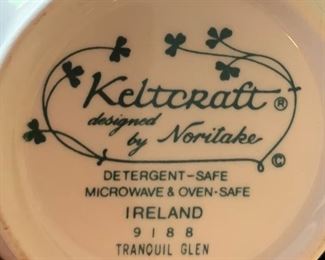 Keltcraft ®
designed
by Noritake
©
DETERGENT-SAFE
MICROWAVE & OVEN-SAFE
IRELAND
9188
TRANQUIL GLEN